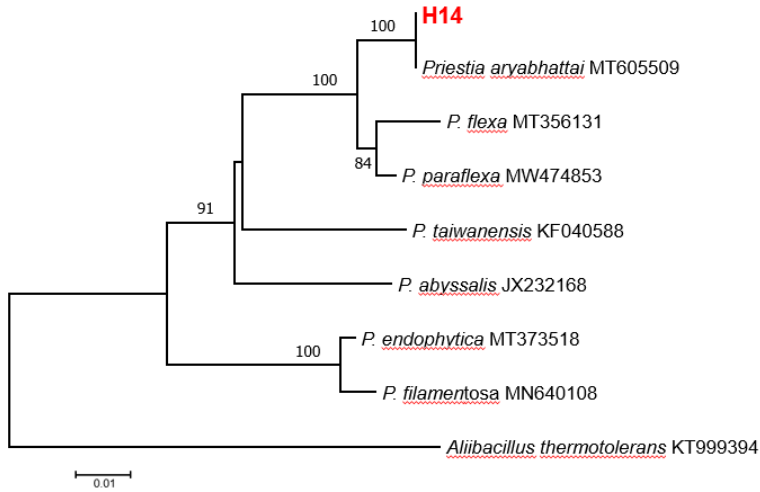 H14
100
Priestia aryabhattai MT605509
100
P. flexa MT356131
84
P. paraflexa MW474853
91
P. taiwanensis KF040588
P. abyssalis JX232168
P. endophytica MT373518
100
P. filamentosa MN640108
Aliibacillus thermotolerans KT999394
0.01